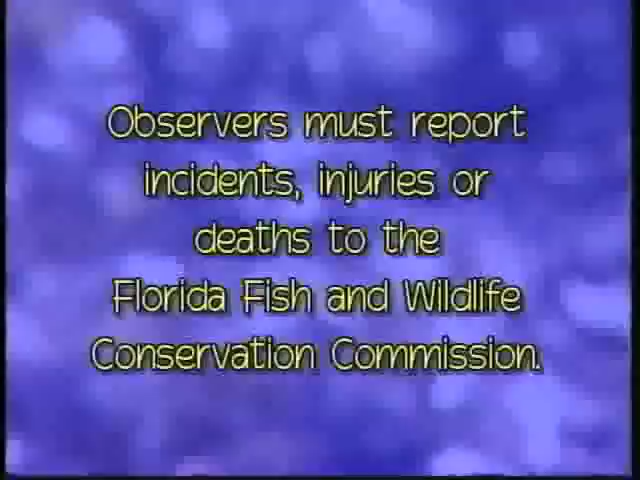 Observers must report
incidents, injuries or
deaths to the
Florida Fish and Wildlife
Conservation Commission.